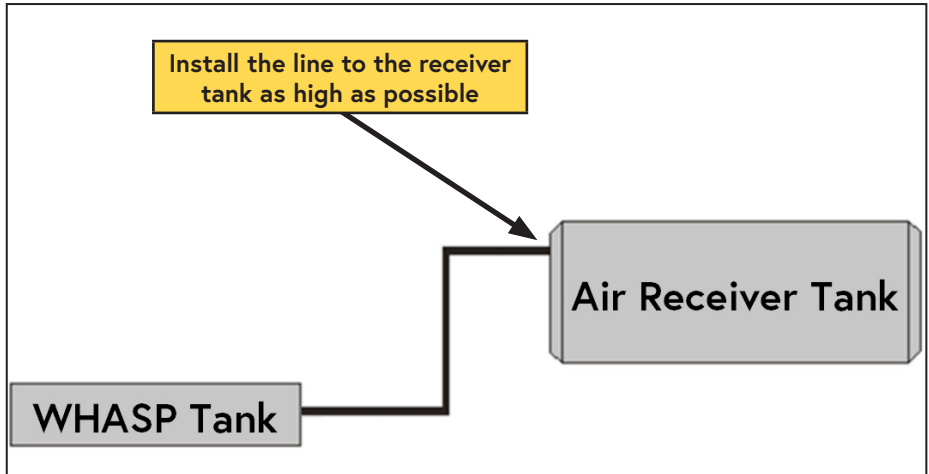 Install the line to the receiver
tank as high as possible
Air Receiver Tank
WHASP Tank